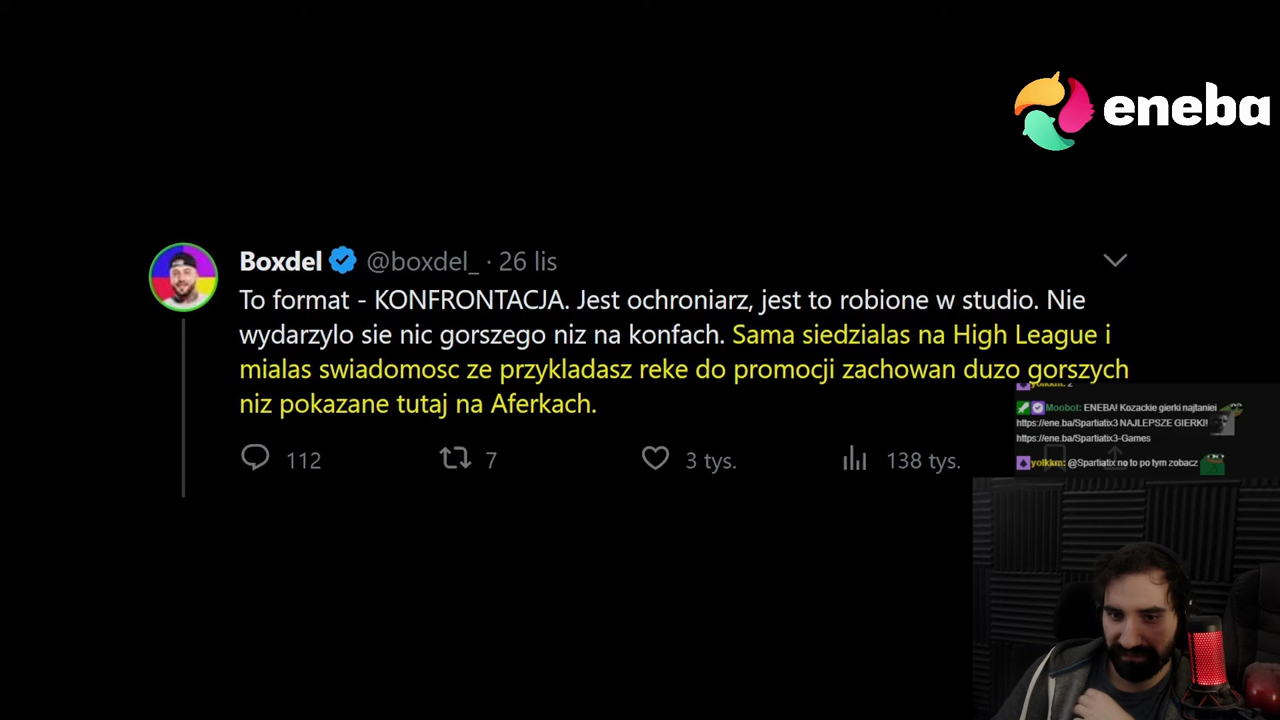 eneba
Boxdel @boxdel_ · 26 lis
To format - KONFRONTACJA. Jest ochroniarz, jest to robione w studio. Nie
wydarzylo sie nic gorszego niz na konfach. Sama siedzialas na High League i
mialas swiadomosc ze przykladasz reke do promocji zachowan duzo gorszych
niz pokazane tutaj na Aferkach.
112 7 3 tys. 138 tys.
yolkkm: 2
Moobot: ENEBA! Kozackie gierki najtaniej
https://ene.ba/Spartiatix3 NAJLEPSZE GIERKI!
https://ene.ba/Spartiatix3-Games
yolkkm: @Spartiatix no to po tym zobacz